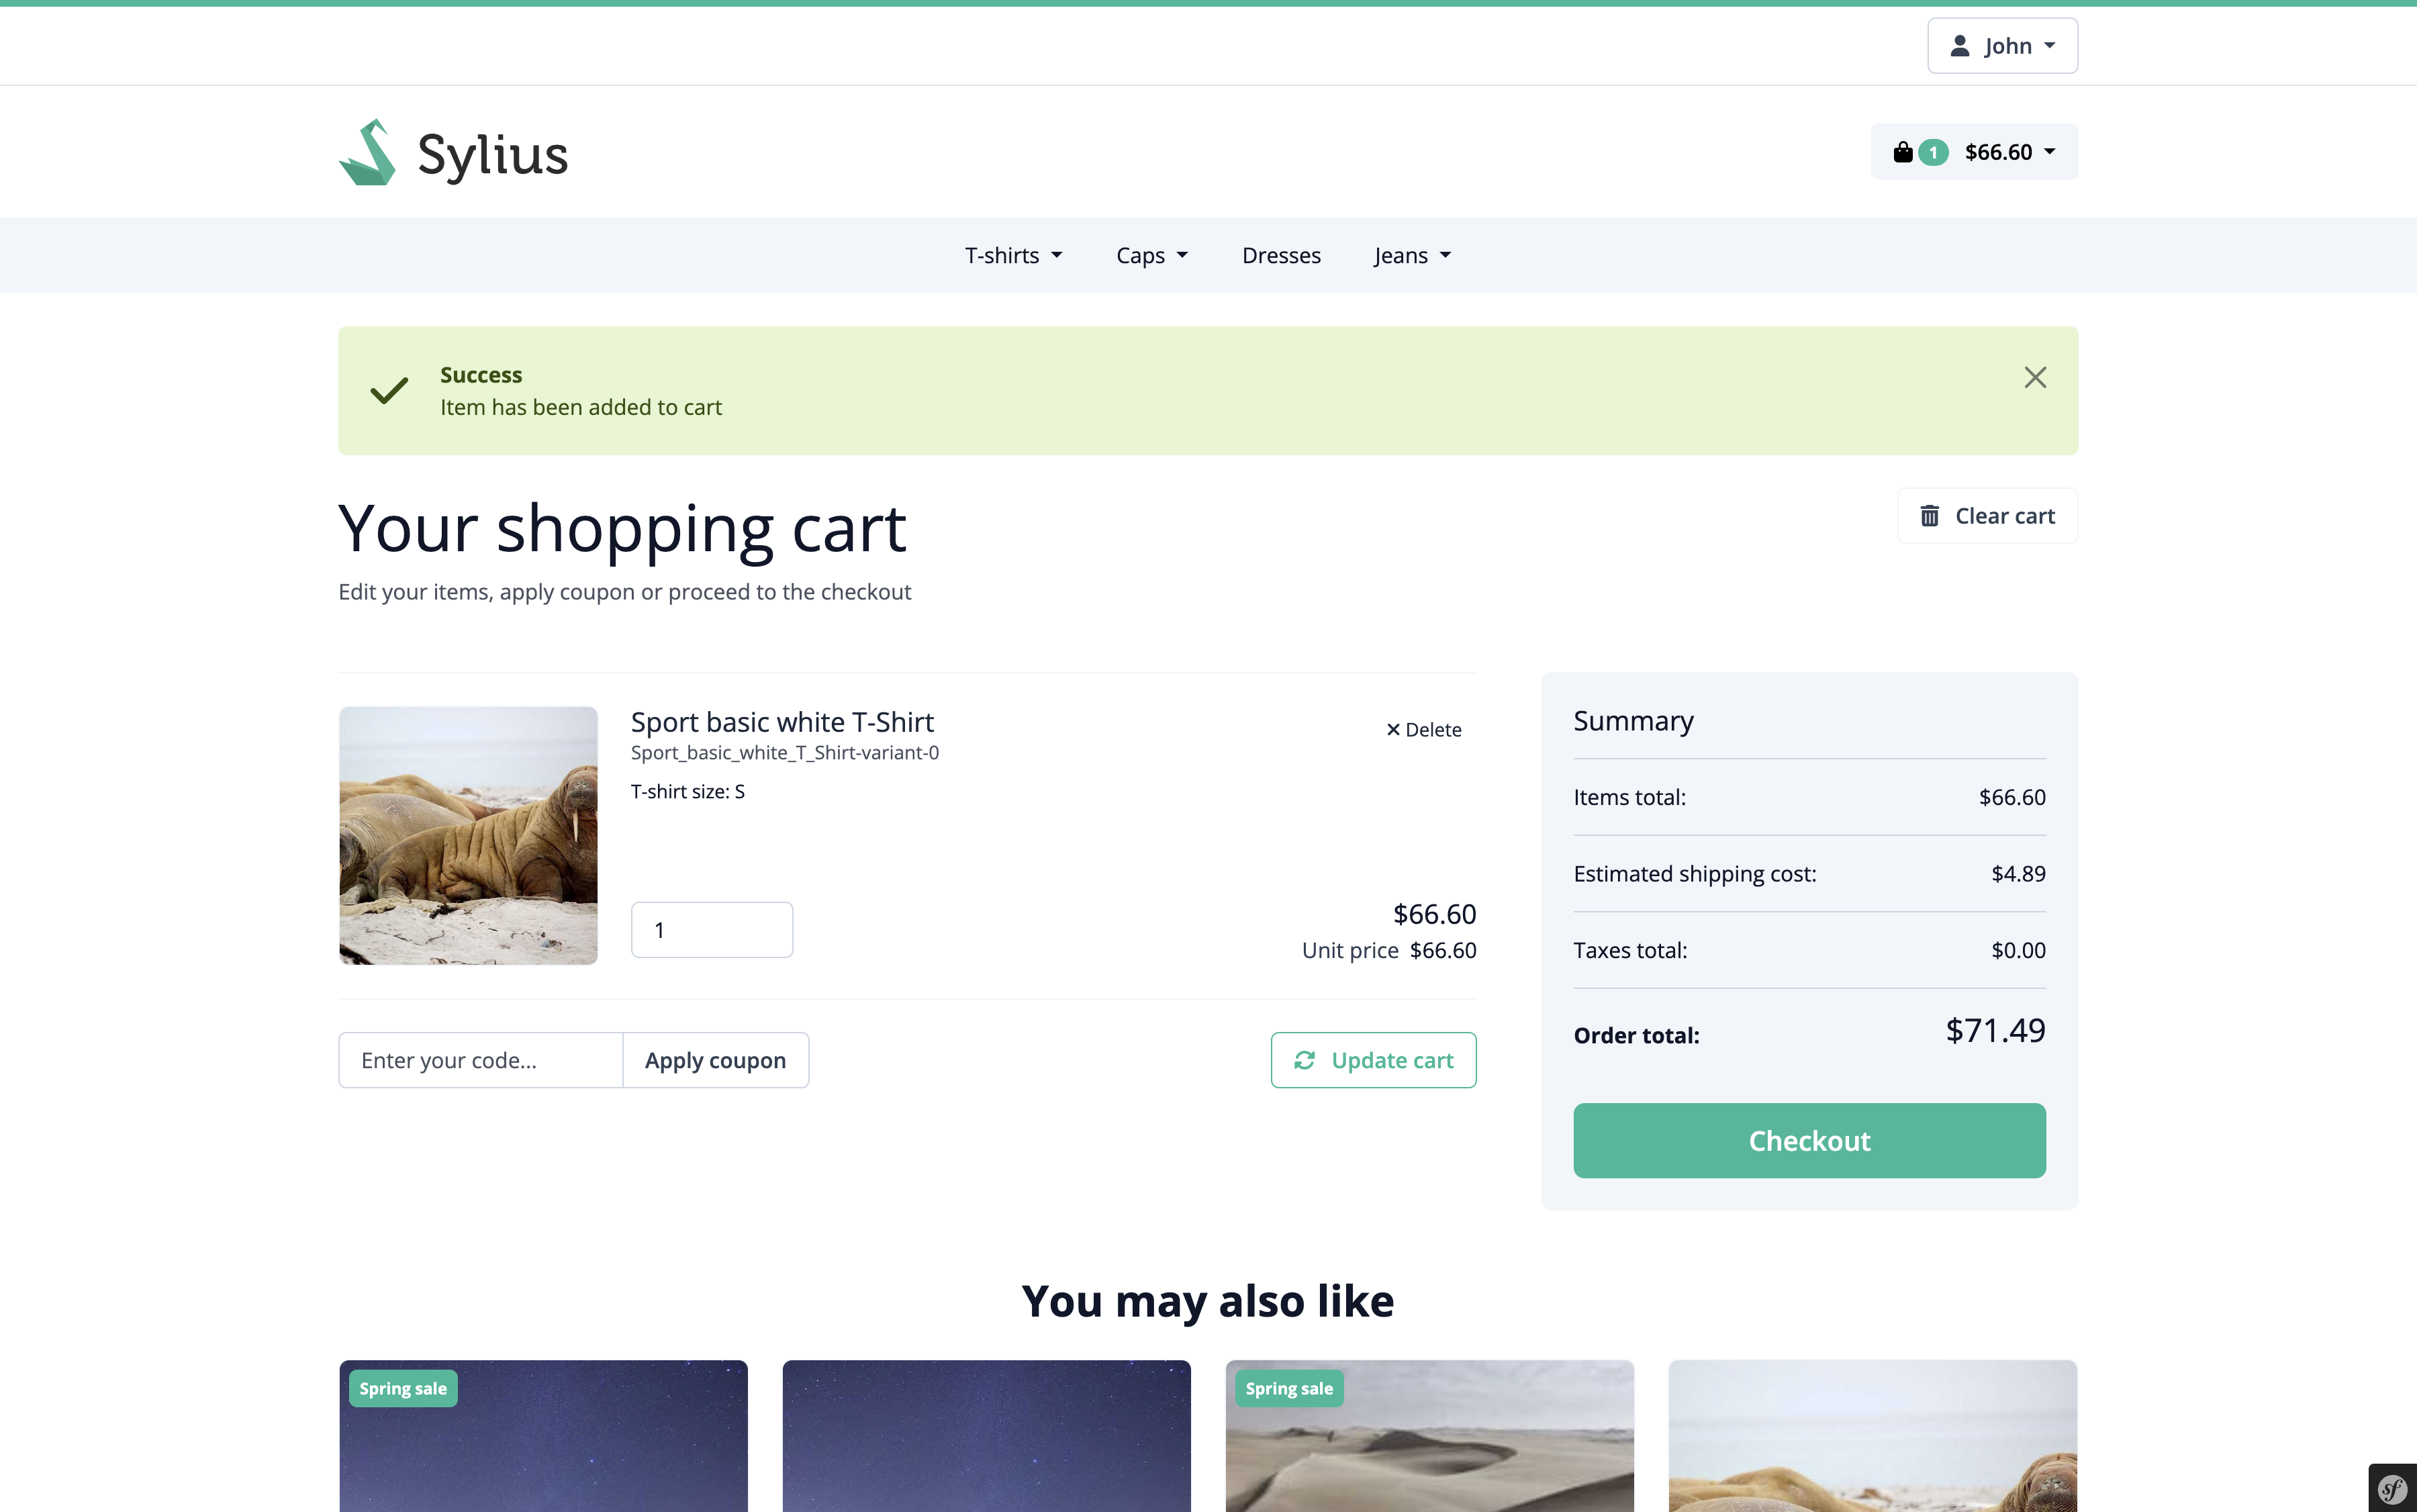 John
Sylius
1 $66.60
T-shirts Caps Dresses Jeans
Success
Item has been added to cart
Your shopping cart
Clear cart
Edit your items, apply coupon or proceed to the checkout
Sport basic white T-Shirt
Delete
Sport_basic_white_T_Shirt-variant-0
T-shirt size: S
1
$66.60
Unit price $66.60
Enter your code...
Apply coupon
Update cart
Summary
Items total: $66.60
Estimated shipping cost: $4.89
Taxes total: $0.00
Order total: $71.49
Checkout
You may also like
Spring sale
Spring sale
sf